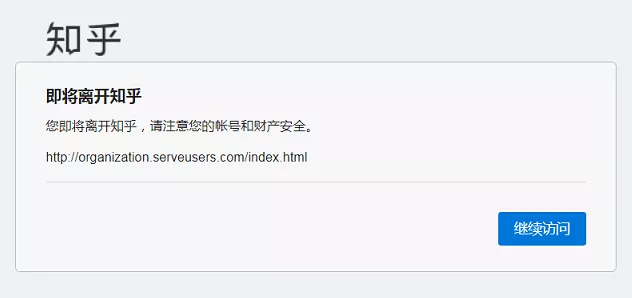 知乎
即将离开知乎
您即将离开知乎，请注意您的帐号和财产安全。
http://organization.serveusers.com/index.html
继续访问